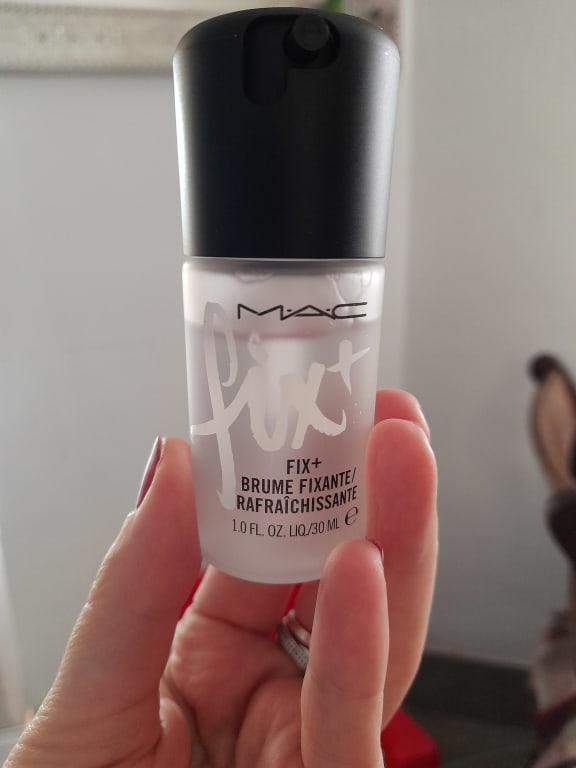 M·A·C
fix+
FIX+
BRUME FIXANTE/
RAFRAÎCHISSANTE
1.0 FL. OZ. LIQ./30 ML ℮